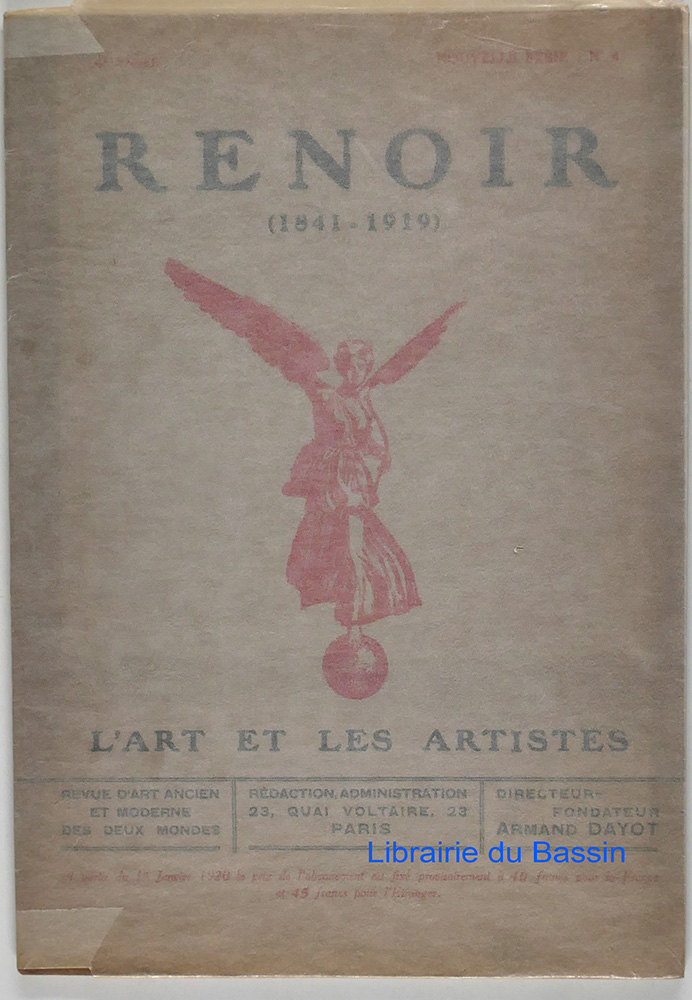 NOUVELLE SÉRIE N° 4
RENOIR
(1841-1919)
L'ART ET LES ARTISTES
REVUE D'ART ANCIEN
ET MODERNE
DES DEUX MONDES
RÉDACTION, ADMINISTRATION
23, QUAI VOLTAIRE, 23
PARIS
DIRECTEUR-
FONDATEUR
ARMAND DAYOT
Librairie du Bassin
A partir du 1er Janvier 1920 le prix de l'abonnement est fixé provisoirement à 40 francs pour la France
et 45 francs pour l'Etranger.